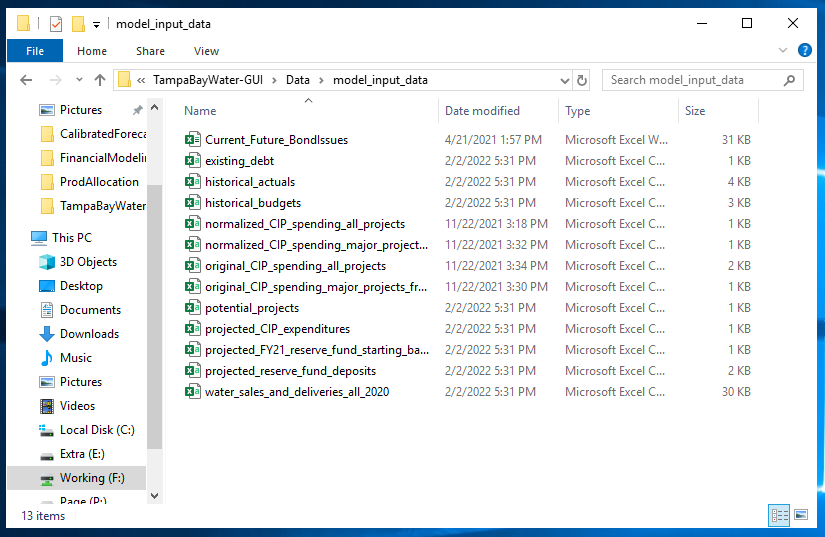 model_input_data
File Home Share View
« TampaBayWater-GUI > Data > model_input_data Search model_input_data
Pictures
CalibratedForeca
FinancialModelin
ProdAllocation
TampaBayWater
This PC
3D Objects
Desktop
Documents
Downloads
Music
Pictures
Videos
Local Disk (C:)
Extra (E:)
Working (F:)
Page (P:)
Name Date modified Type Size
Current_Future_BondIssues 4/21/2021 1:57 PM Microsoft Excel W... 31 KB
existing_debt 2/2/2022 5:31 PM Microsoft Excel C... 1 KB
historical_actuals 2/2/2022 5:31 PM Microsoft Excel C... 4 KB
historical_budgets 2/2/2022 5:31 PM Microsoft Excel C... 3 KB
normalized_CIP_spending_all_projects 11/22/2021 3:18 PM Microsoft Excel C... 1 KB
normalized_CIP_spending_major_project... 11/22/2021 3:32 PM Microsoft Excel C... 1 KB
original_CIP_spending_all_projects 11/22/2021 3:34 PM Microsoft Excel C... 2 KB
original_CIP_spending_major_projects_fr... 11/22/2021 3:30 PM Microsoft Excel C... 1 KB
potential_projects 2/2/2022 5:31 PM Microsoft Excel C... 1 KB
projected_CIP_expenditures 2/2/2022 5:31 PM Microsoft Excel C... 1 KB
projected_FY21_reserve_fund_starting_ba... 2/2/2022 5:31 PM Microsoft Excel C... 1 KB
projected_reserve_fund_deposits 2/2/2022 5:31 PM Microsoft Excel C... 2 KB
water_sales_and_deliveries_all_2020 2/2/2022 5:31 PM Microsoft Excel C... 30 KB
13 items